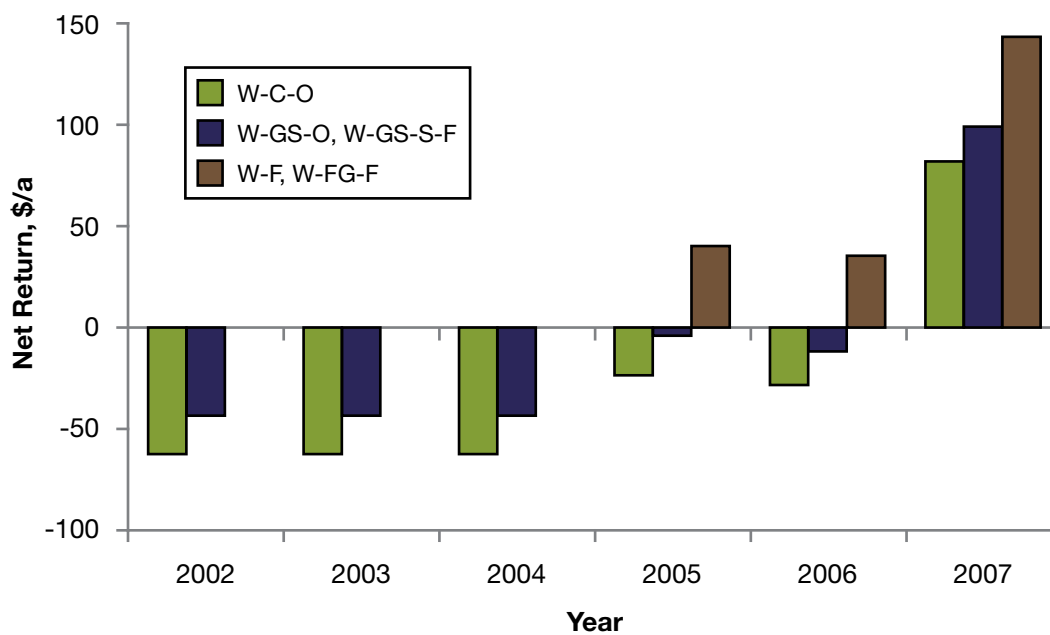 150
100
50
0
-50
-100
Net Return, $/a
W-C-O
W-GS-O, W-GS-S-F
W-F, W-FG-F
2002 2003 2004 2005 2006 2007
Year